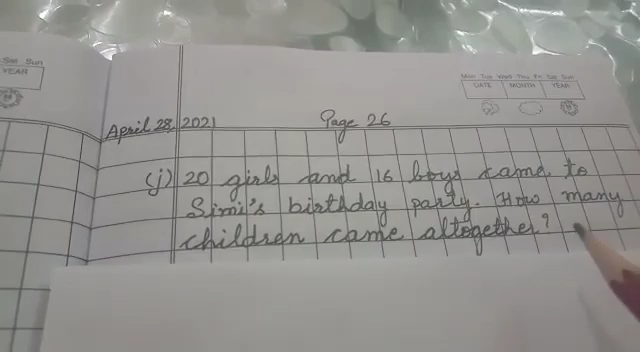 Sat Sun
YEAR
Mon Tue Wed Thu Fri Sat Sun
DATE MONTH YEAR
April 28, 2021 Page 26
(j) 20 girls and 16 boys came to
Simi's birthday party. How many
children came altogether?